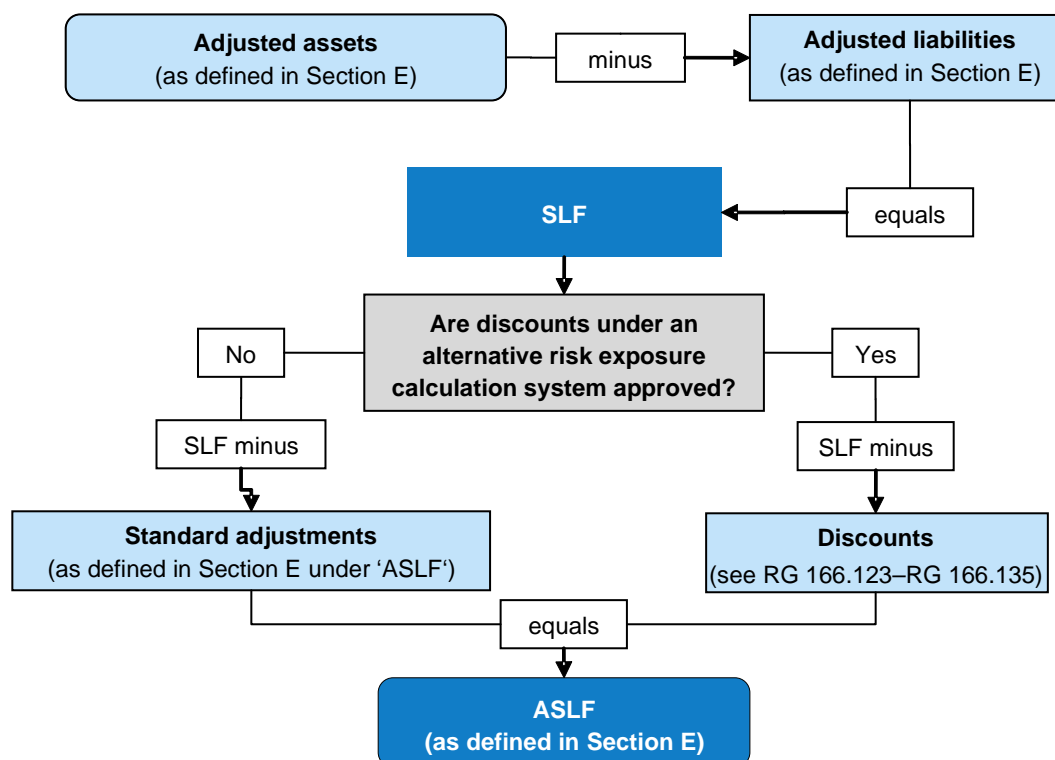 Adjusted assets
(as defined in Section E)
minus
Adjusted liabilities
(as defined in Section E)
equals
SLF
Are discounts under an
alternative risk exposure
calculation system approved?
No
Yes
SLF minus
SLF minus
Standard adjustments
(as defined in Section E under ‘ASLF‘)
Discounts
(see RG 166.123–RG 166.135)
equals
ASLF
(as defined in Section E)